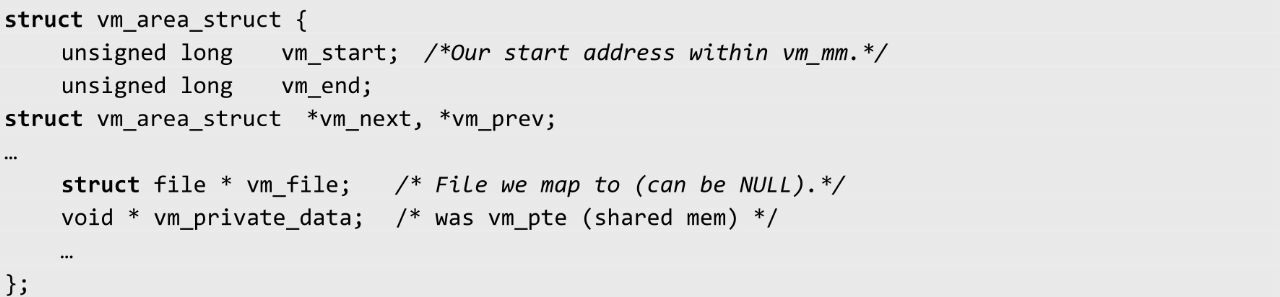 struct vm_area_struct {
    unsigned long   vm_start;  /*Our start address within vm_mm.*/
    unsigned long   vm_end;
struct vm_area_struct  *vm_next, *vm_prev;
…
    struct file * vm_file;   /* File we map to (can be NULL).*/
    void * vm_private_data;  /* was vm_pte (shared mem) */
    …
};